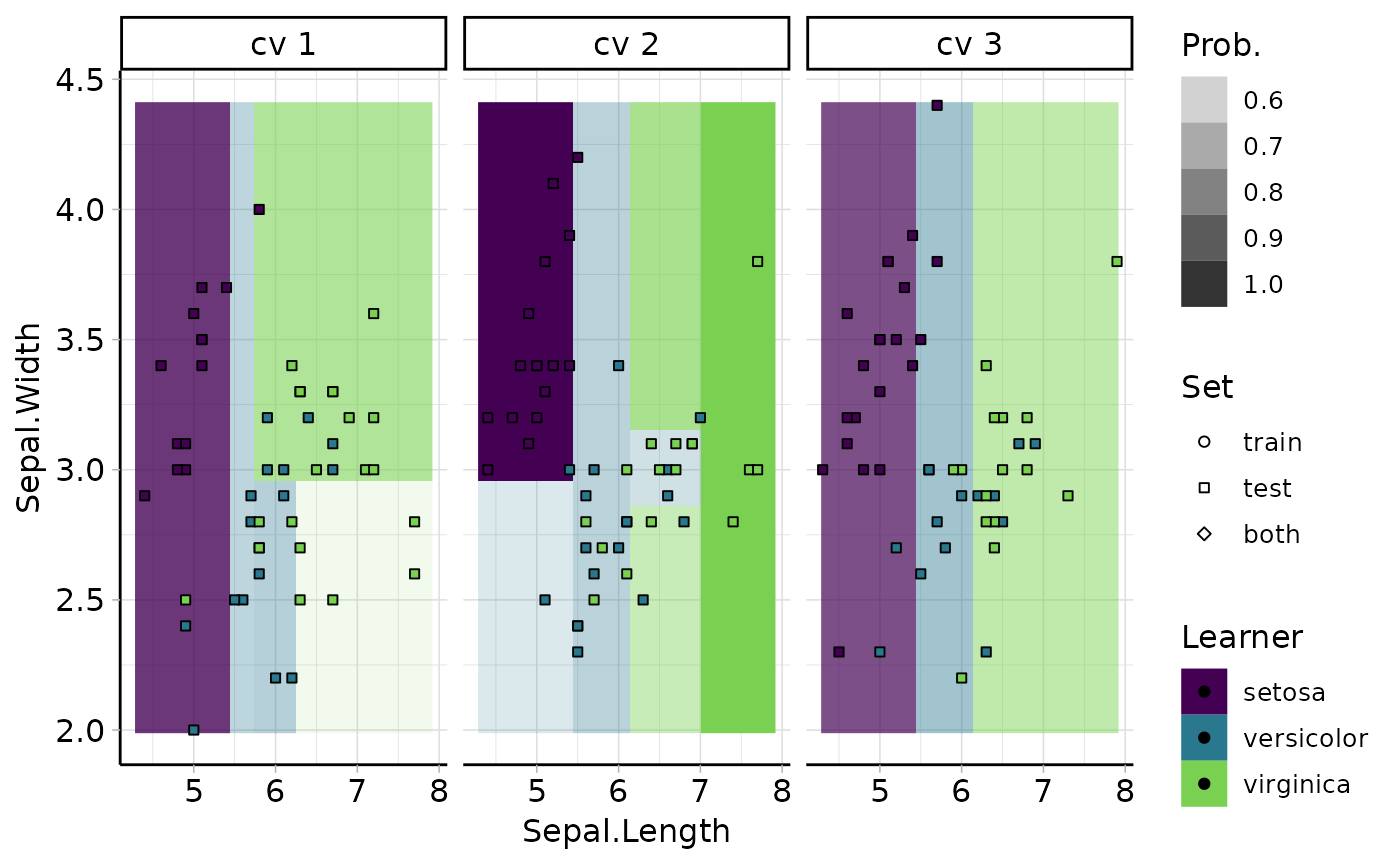 cv 1
cv 2
cv 3
4.5
4.0
3.5
3.0
2.5
2.0
Sepal.Width
5 6 7 8
5 6 7 8
5 6 7 8
Sepal.Length
Prob.
0.6
0.7
0.8
0.9
1.0
Set
train
test
both
Learner
setosa
versicolor
virginica